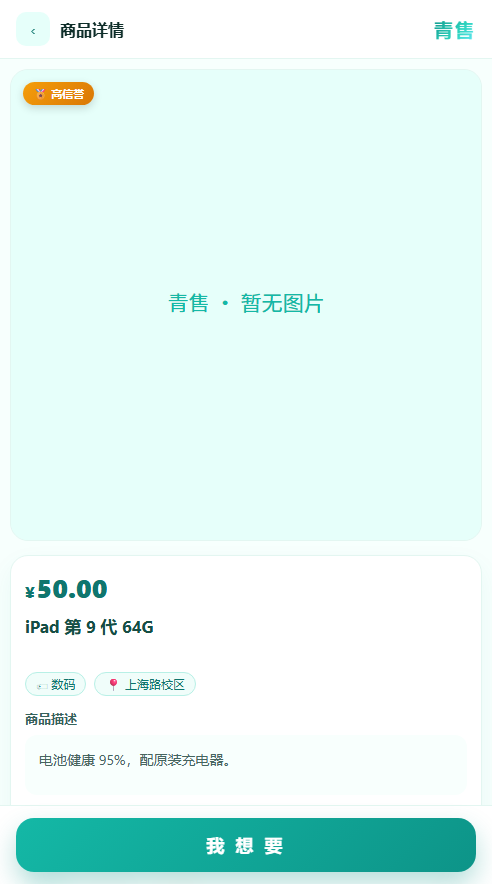 ‹ 商品详情 青售
🏅 高信誉
青售 · 暂无图片
¥50.00
iPad 第 9 代 64G
数码 📍 上海路校区
商品描述
电池健康 95%，配原装充电器。
我想要